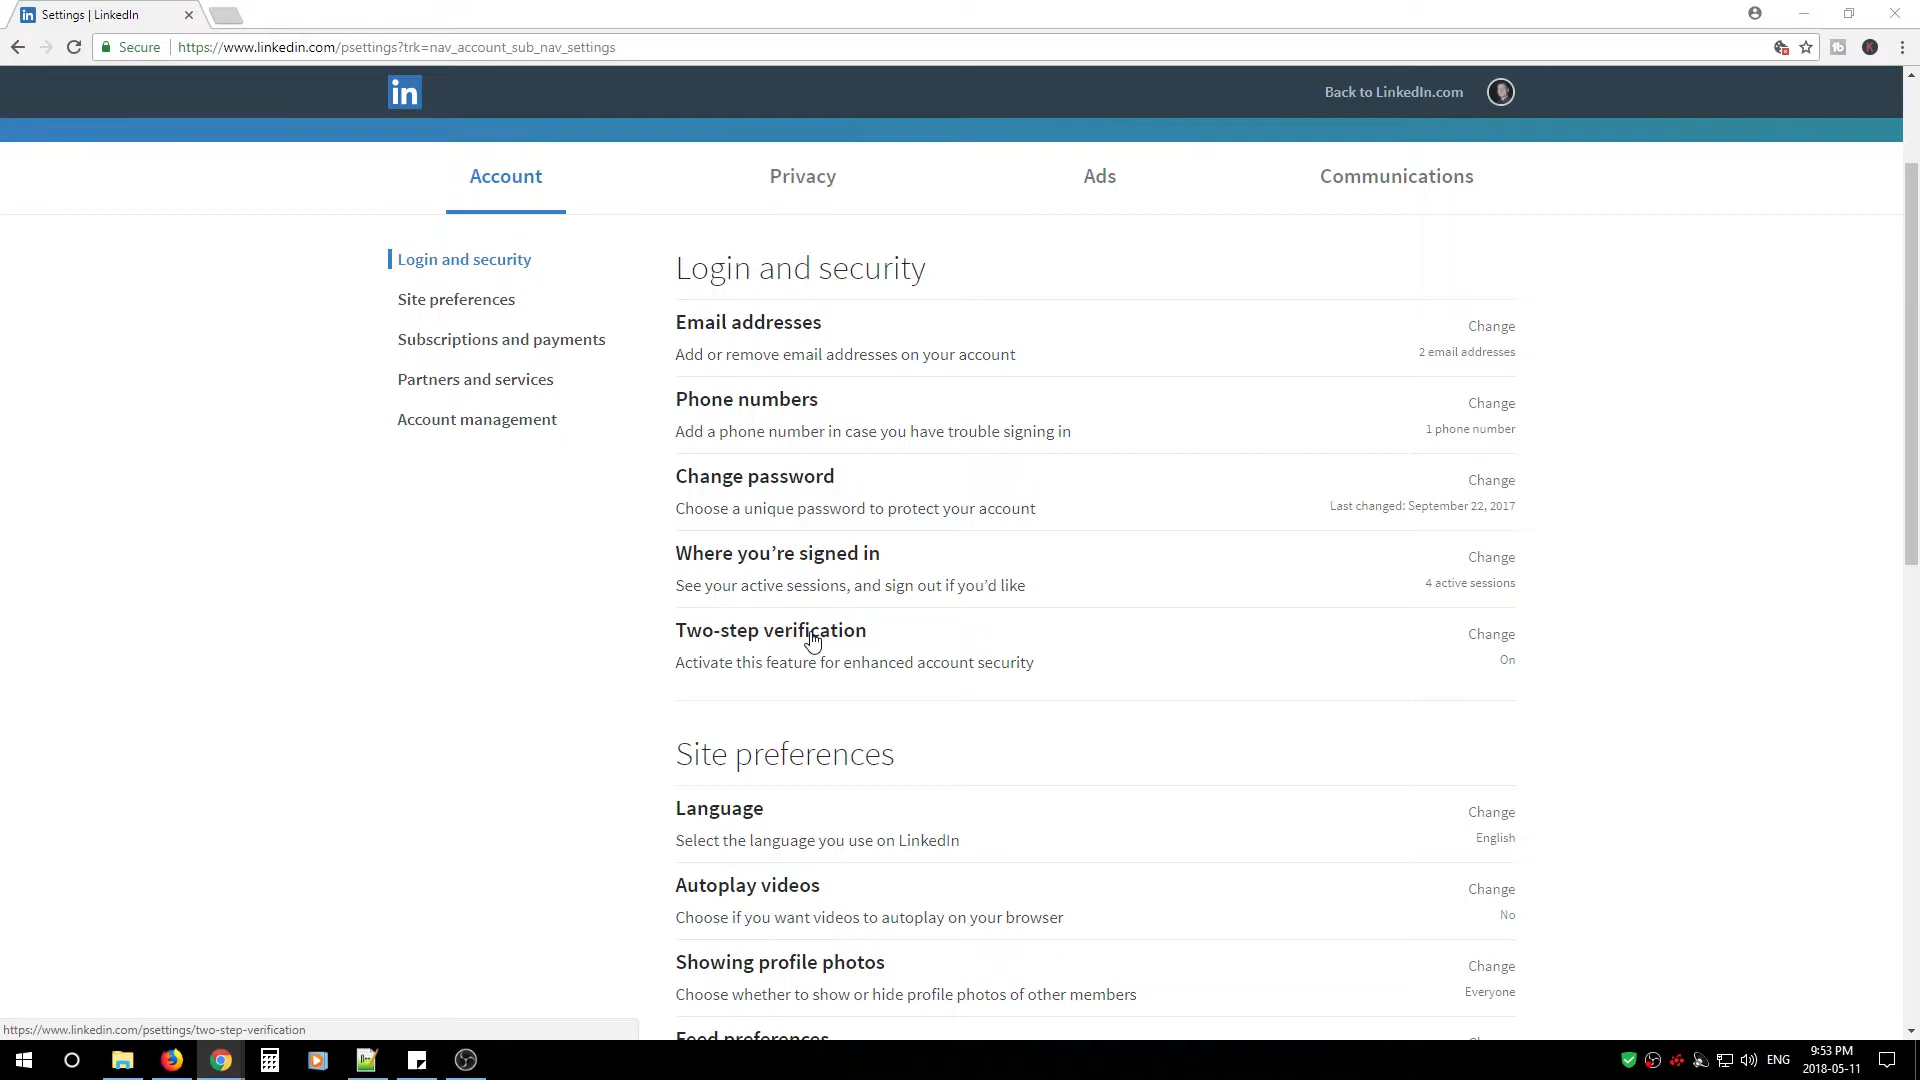 Settings | LinkedIn
Secure
https://www.linkedin.com/psettings?trk=nav_account_sub_nav_settings
in
Back to LinkedIn.com
Account
Privacy
Ads
Communications
Login and security
Site preferences
Subscriptions and payments
Partners and services
Account management
Login and security
Email addresses
Change
Add or remove email addresses on your account
2 email addresses
Phone numbers
Change
Add a phone number in case you have trouble signing in
1 phone number
Change password
Change
Choose a unique password to protect your account
Last changed: September 22, 2017
Where you’re signed in
Change
See your active sessions, and sign out if you’d like
4 active sessions
Two-step verification
Change
Activate this feature for enhanced account security
On
Site preferences
Language
Change
Select the language you use on LinkedIn
English
Autoplay videos
Change
Choose if you want videos to autoplay on your browser
No
Showing profile photos
Change
Choose whether to show or hide profile photos of other members
Everyone
Feed preferences
https://www.linkedin.com/psettings/two-step-verification
ENG
9:53 PM
2018-05-11